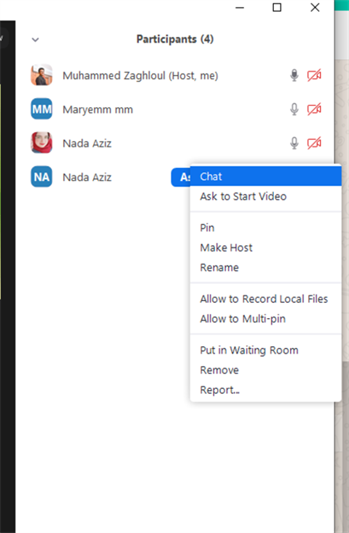 Participants (4)
Muhammed Zaghloul (Host, me)
MM Maryemm mm
Nada Aziz
NA Nada Aziz
Chat
Ask to Start Video
Pin
Make Host
Rename
Allow to Record Local Files
Allow to Multi-pin
Put in Waiting Room
Remove
Report...